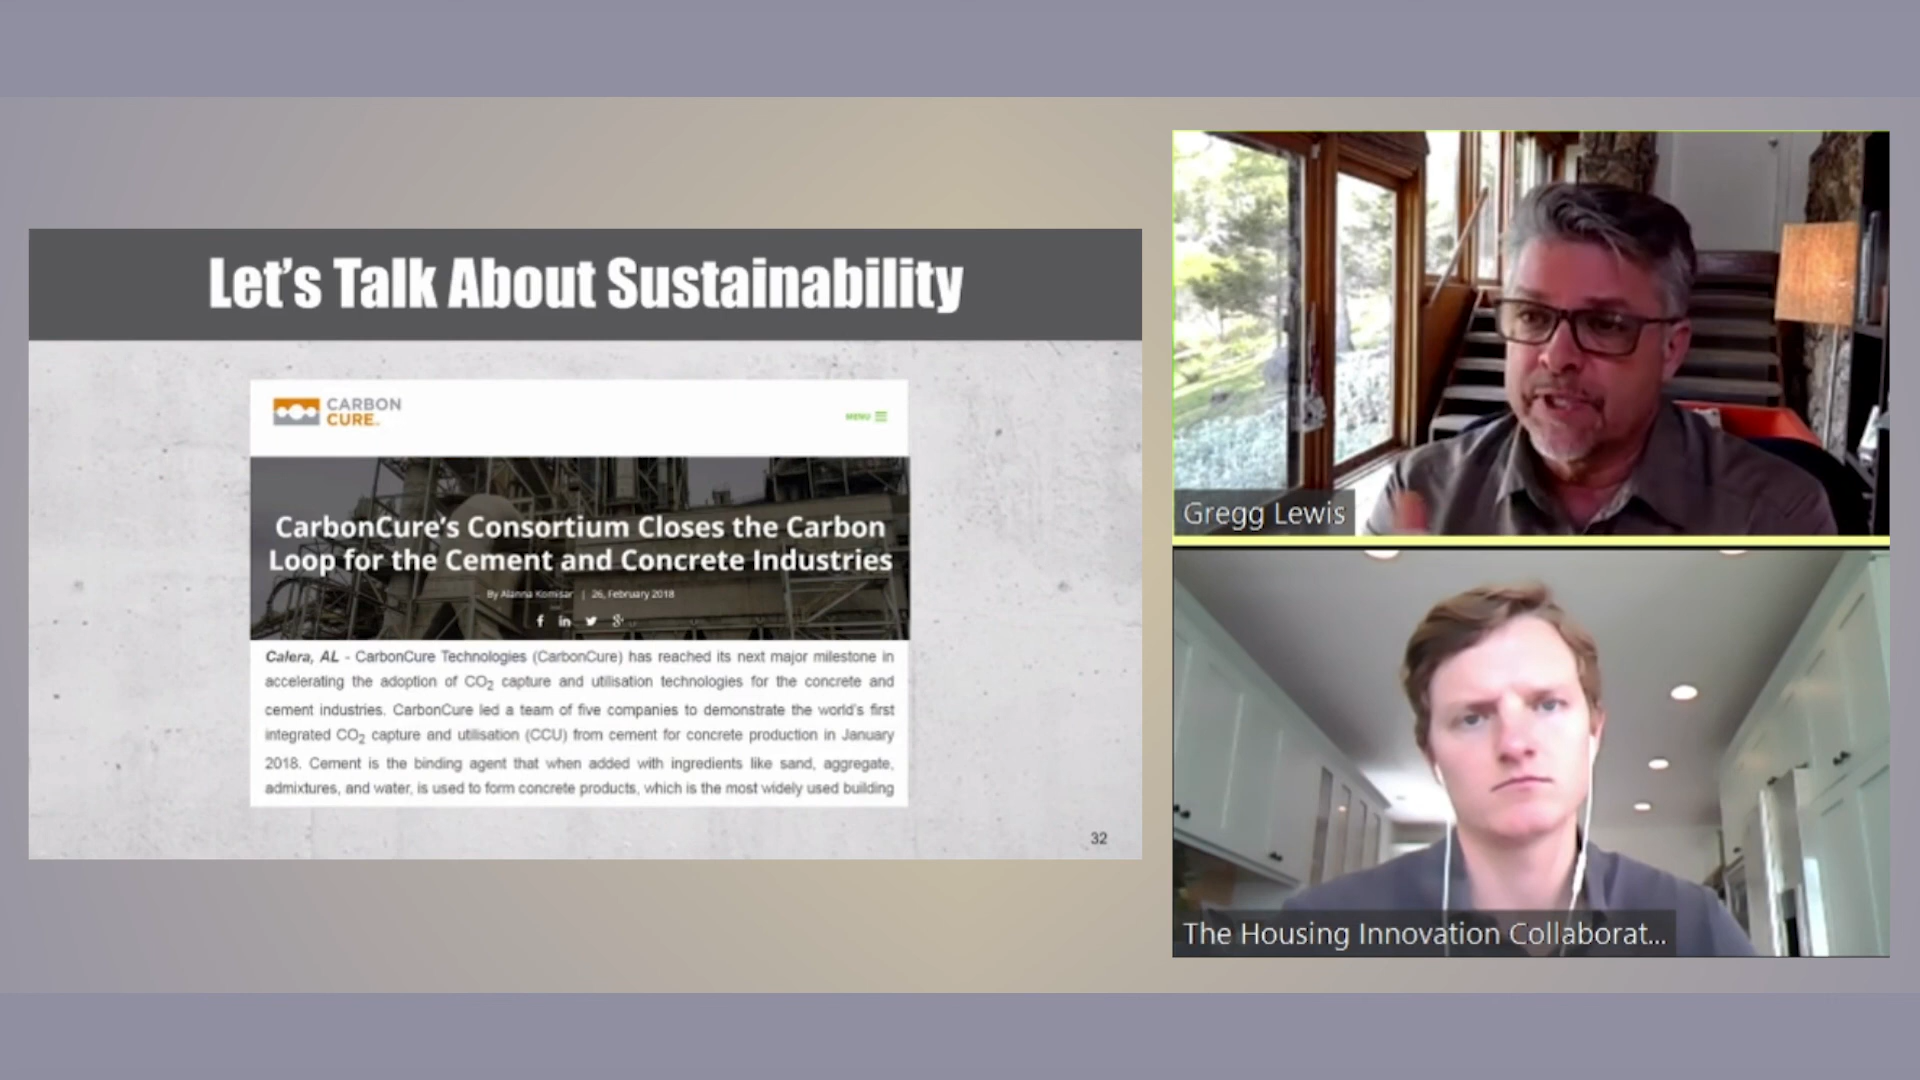 Let's Talk About Sustainability
CARBON
CURE
MENU
CarbonCure's Consortium Closes the Carbon
Loop for the Cement and Concrete Industries
By Alanna Komisar | 26, February 2018
Calera, AL - CarbonCure Technologies (CarbonCure) has reached its next major milestone in
accelerating the adoption of CO2 capture and utilisation technologies for the concrete and
cement industries. CarbonCure led a team of five companies to demonstrate the world's first
integrated CO2 capture and utilisation (CCU) from cement for concrete production in January
2018. Cement is the binding agent that when added with ingredients like sand, aggregate,
admixtures, and water, is used to form concrete products, which is the most widely used building
32
Gregg Lewis
The Housing Innovation Collaborat...